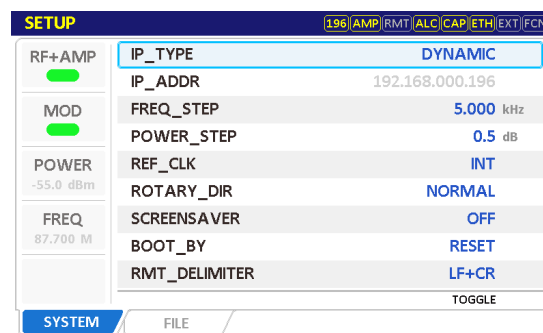 SETUP
196 AMP RMT ALC CAP ETH EXT FCN
RF+AMP
MOD
POWER
-55.0 dBm
FREQ
87.700 M
IP_TYPE DYNAMIC
IP_ADDR 192.168.000.196
FREQ_STEP 5.000 kHz
POWER_STEP 0.5 dB
REF_CLK INT
ROTARY_DIR NORMAL
SCREENSAVER OFF
BOOT_BY RESET
RMT_DELIMITER LF+CR
TOGGLE
SYSTEM FILE